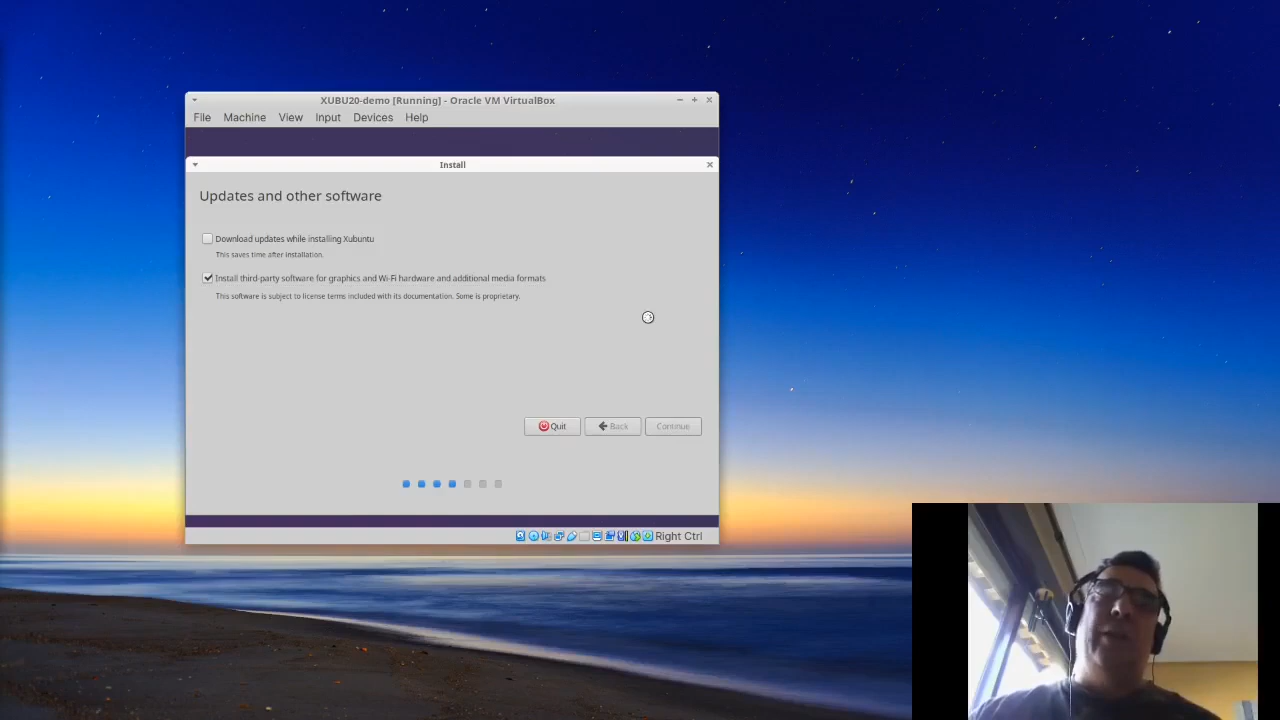 XUBU20-demo [Running] - Oracle VM VirtualBox
File Machine View Input Devices Help
Install
Updates and other software
Download updates while installing Xubuntu
This saves time after installation.
Install third-party software for graphics and Wi-Fi hardware and additional media formats
This software is subject to license terms included with its documentation. Some is proprietary.
Quit Back Continue
Right Ctrl